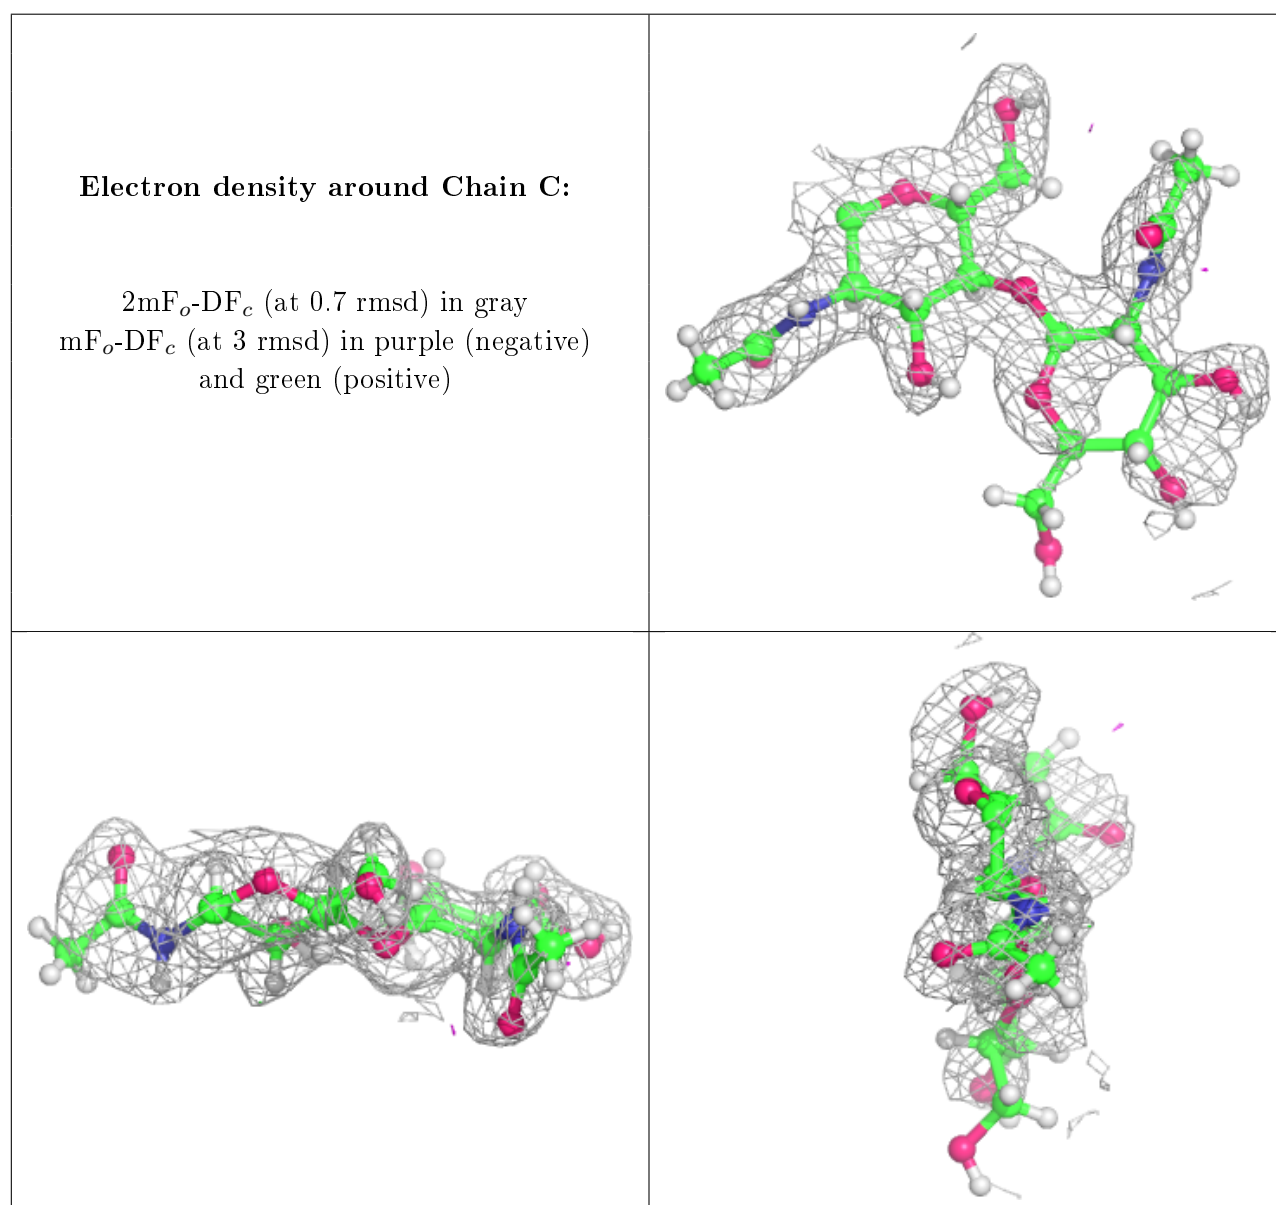 Electron density around Chain C:
2mFₒ-DF𝑐 (at 0.7 rmsd) in gray
mFₒ-DF𝑐 (at 3 rmsd) in purple (negative)
and green (positive)